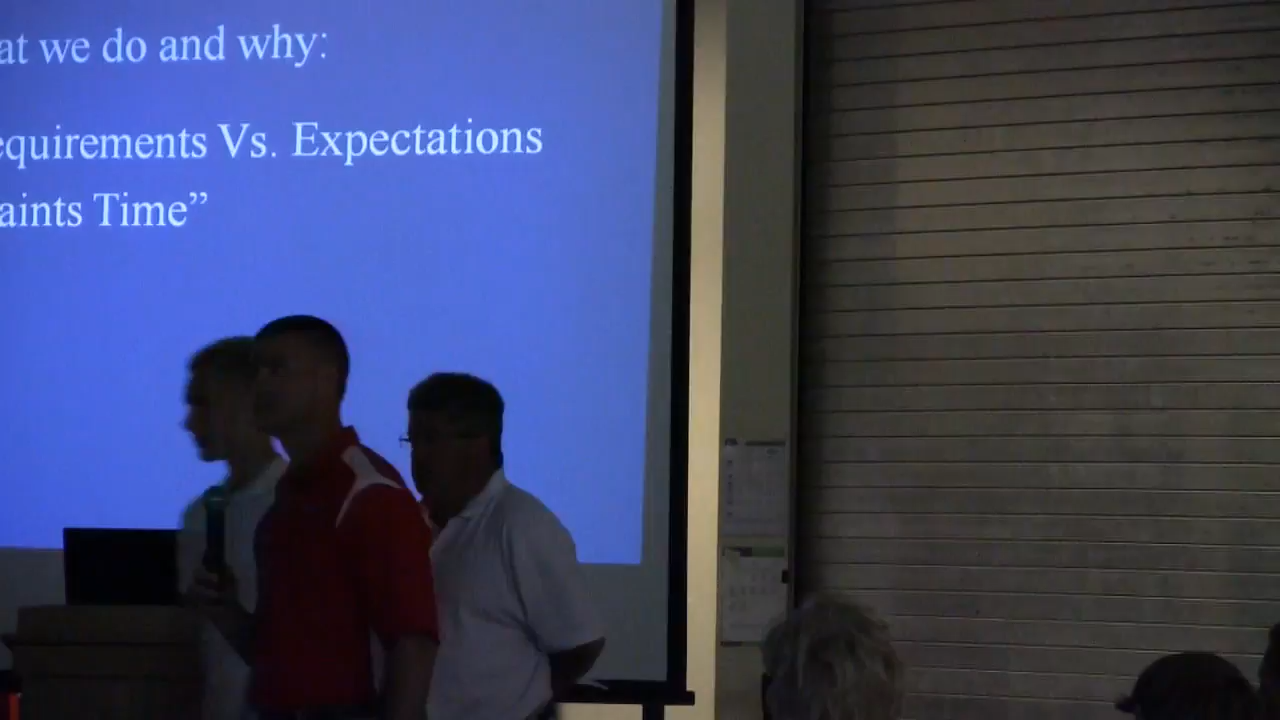 at we do and why:
equirements Vs. Expectations
aints Time”